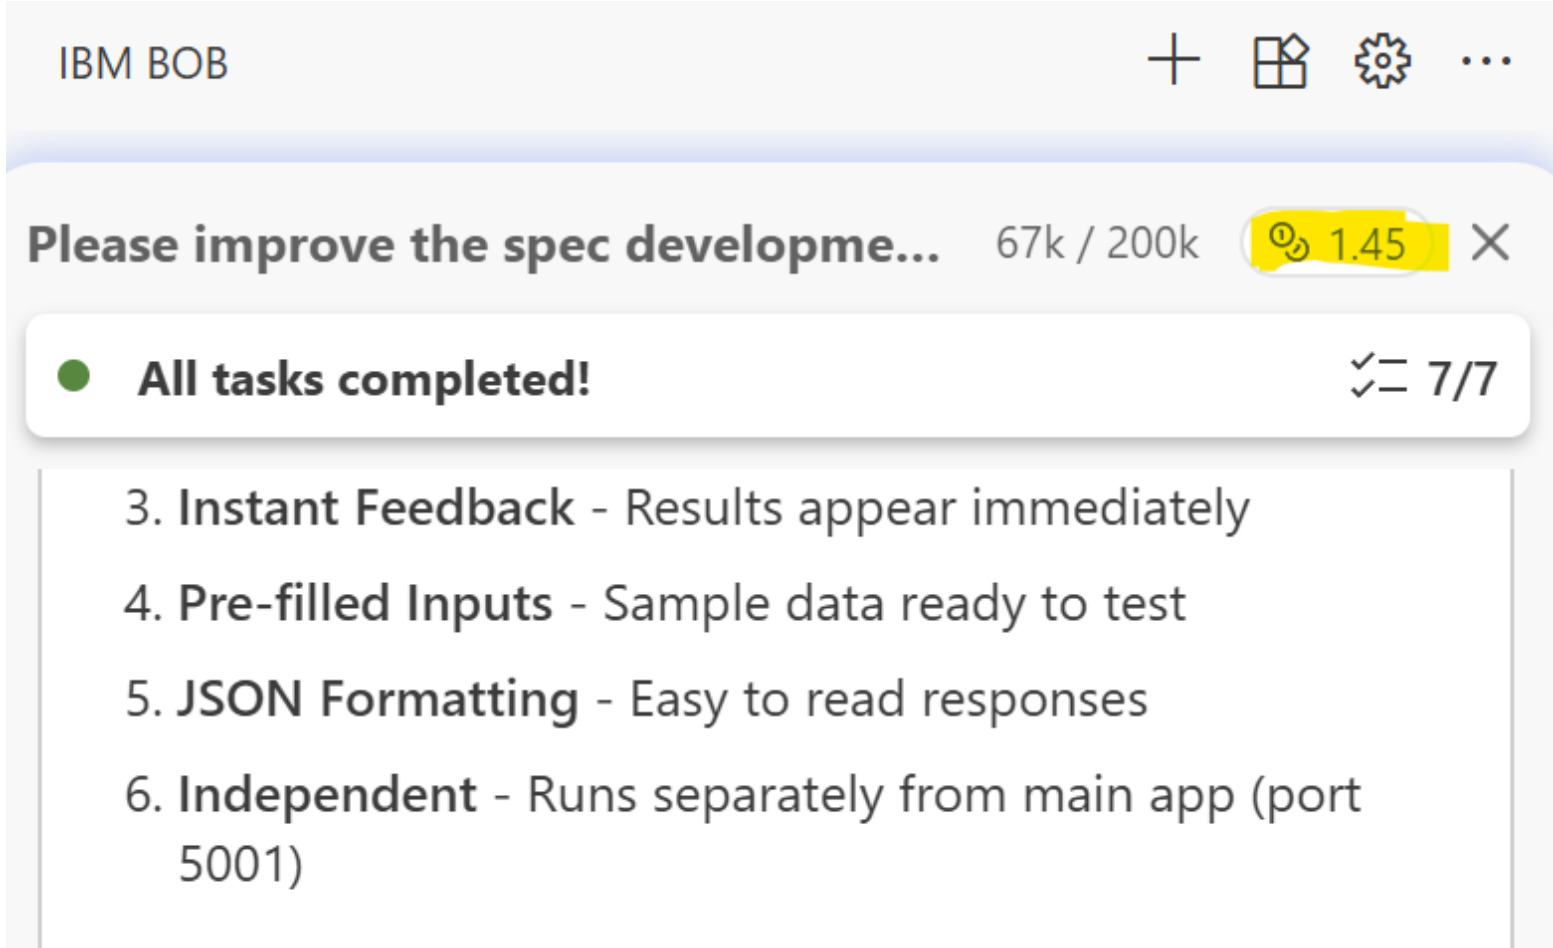 IBM BOB
Please improve the spec developme... 67k / 200k 1.45
All tasks completed! 7/7
3. Instant Feedback - Results appear immediately
4. Pre-filled Inputs - Sample data ready to test
5. JSON Formatting - Easy to read responses
6. Independent - Runs separately from main app (port
5001)